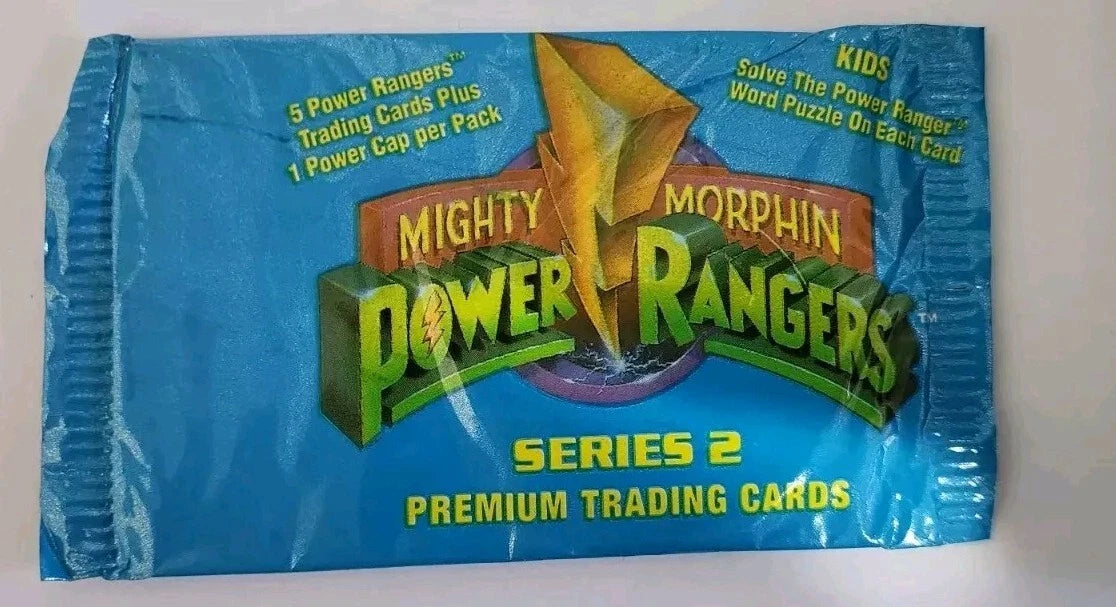 5 Power Rangers™
Trading Cards Plus
1 Power Cap per Pack
KIDS
Solve The Power Ranger™
Word Puzzle On Each Card
MIGHTY MORPHIN
POWER RANGERS™
SERIES 2
PREMIUM TRADING CARDS